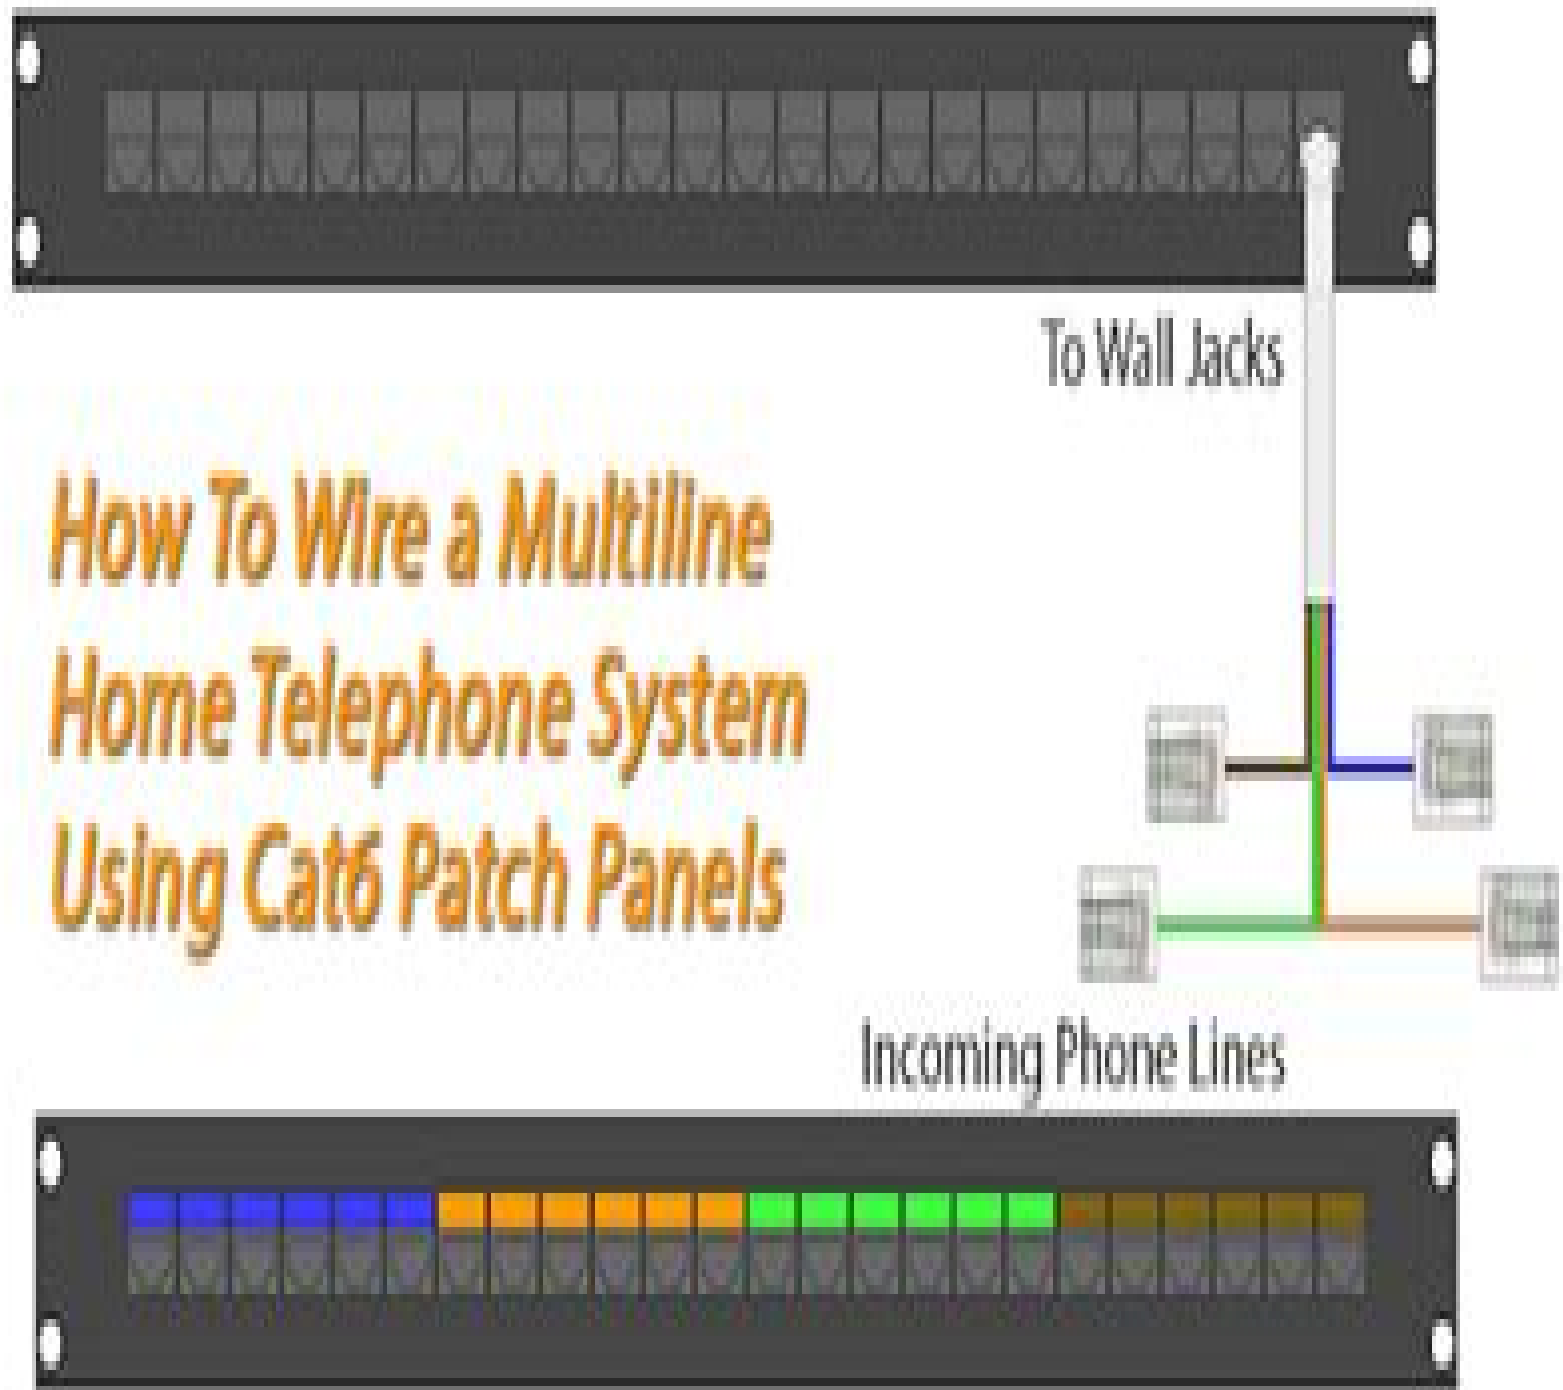 To Wall Jacks
How To Wire a Multiline
Home Telephone System
Using Cat6 Patch Panels
Incoming Phone Lines